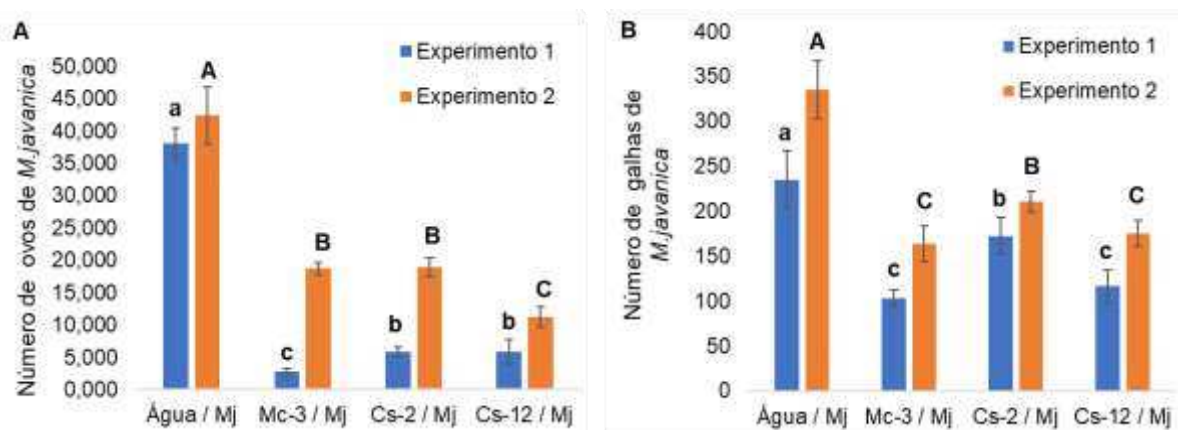 A
Experimento 1
Experimento 2
Número de ovos de M.javanica
50,000
45,000
40,000
35,000
30,000
25,000
20,000
15,000
10,000
5,000
0,000
a
A
c
B
b
B
b
C
Água / Mj
Mc-3 / Mj
Cs-2 / Mj
Cs-12 / Mj
B
Experimento 1
Experimento 2
Número de galhas de
M.javanica
400
350
300
250
200
150
100
50
0
a
A
c
C
b
B
c
C
Água / Mj
Mc-3 / Mj
Cs-2 / Mj
Cs-12 / Mj